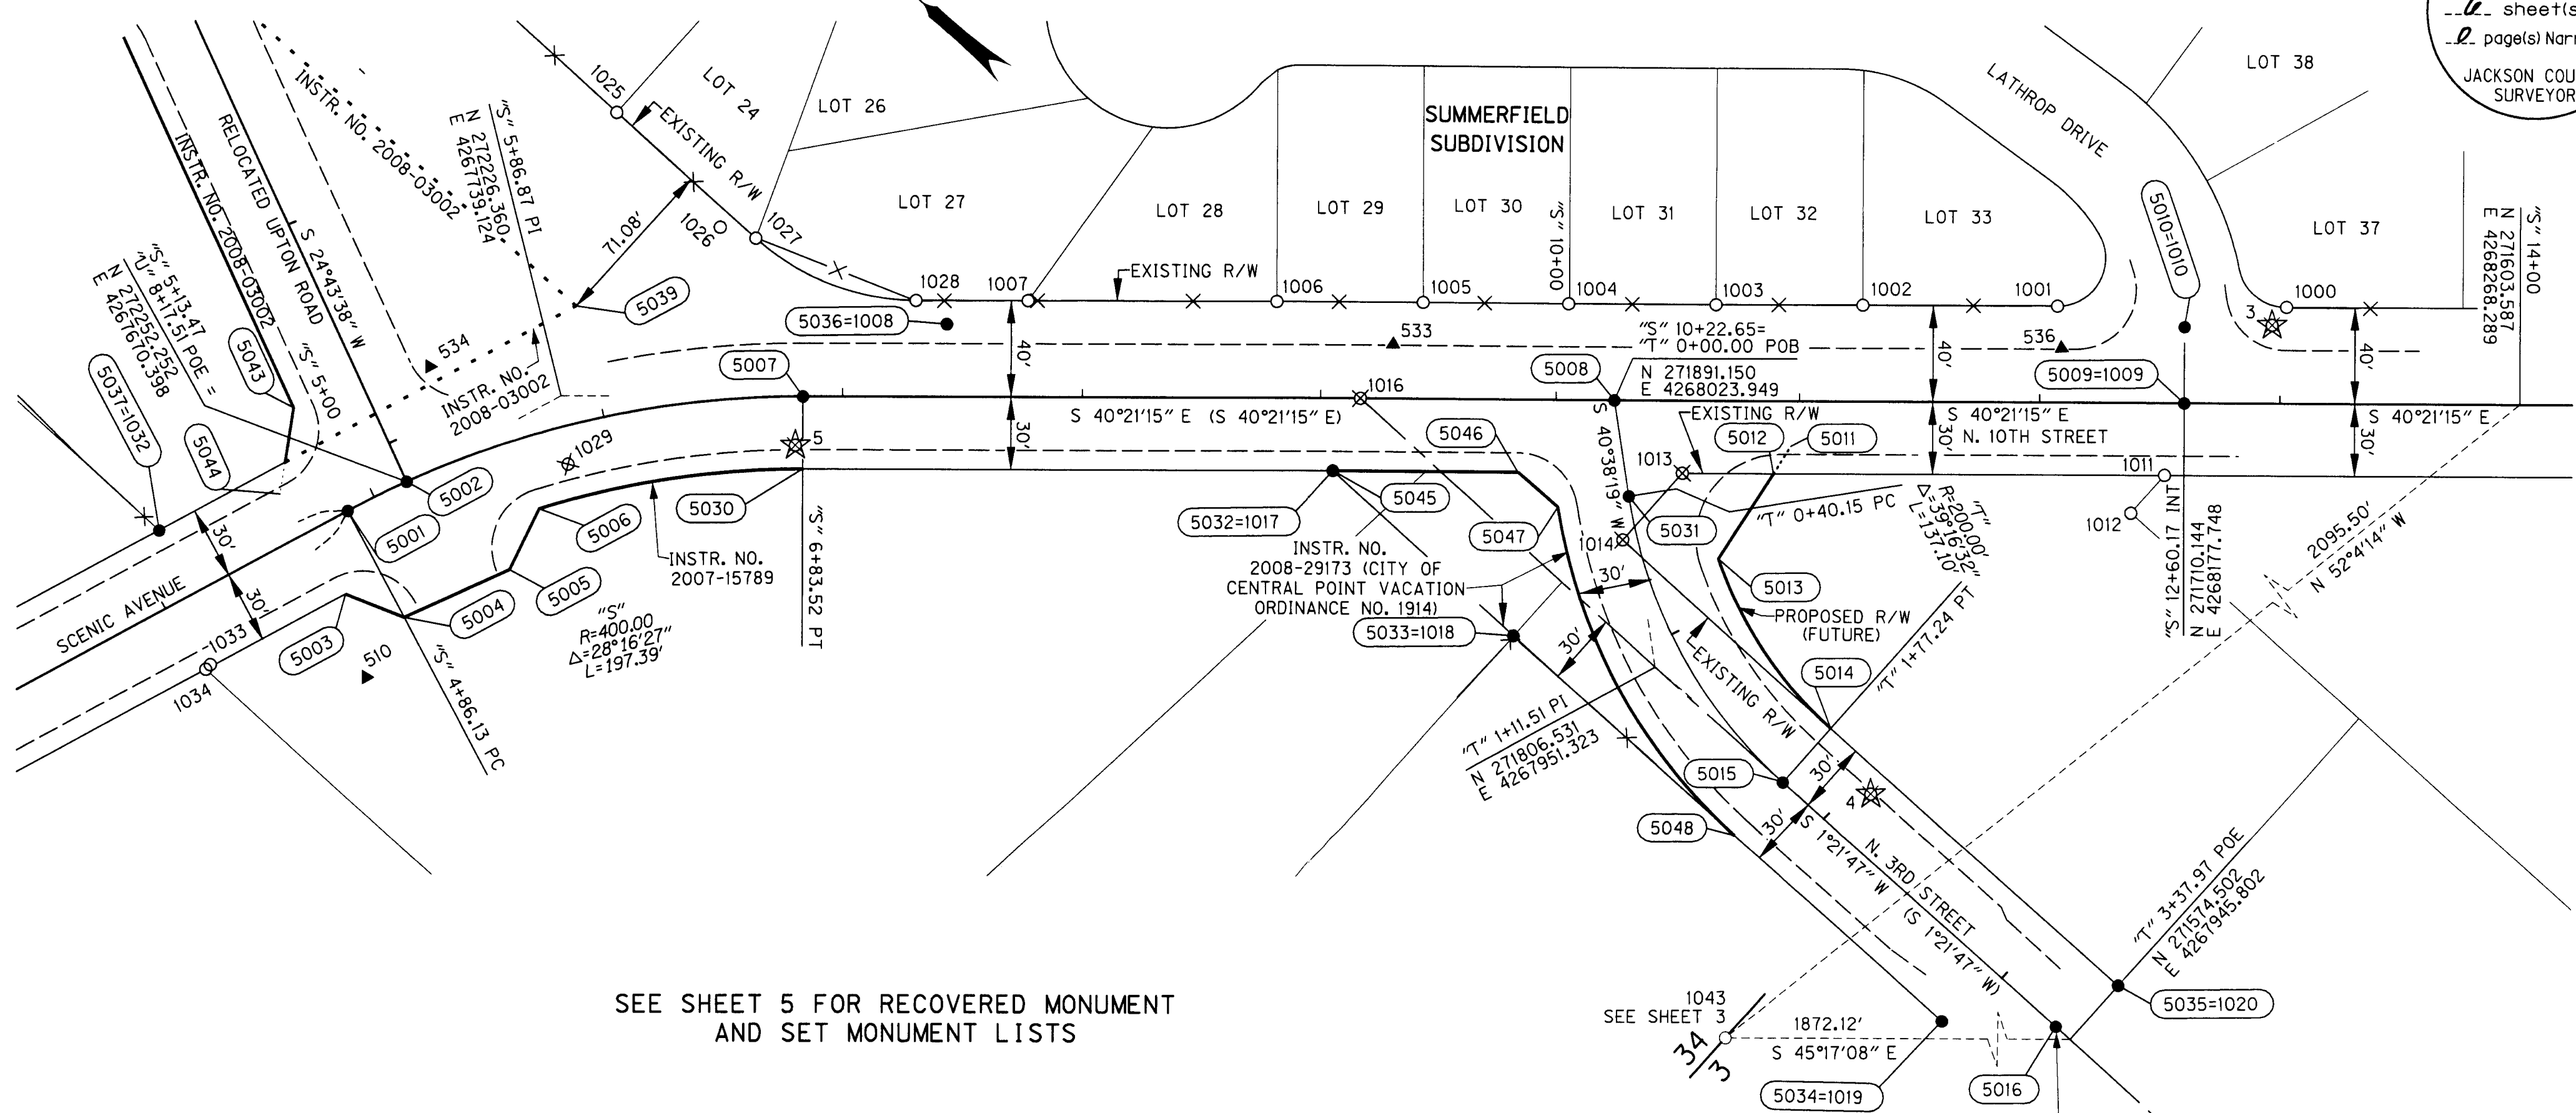 6 sheet(s
page(s) Nar
JACKSON COU
SURVEYOR
INSTR. NO. 2008-03002
RELOCATED UPTON ROAD
S 24°43'38" W
INSTR. NO. 2008-03002
"S" 5+86.87 PI
N 272226.360
E 4267739.124
1025
LOT 24
EXISTING R/W
LOT 26
71.08'
1026
1027
LOT 27
1028
1007
EXISTING R/W
LOT 28
SUMMERFIELD
SUBDIVISION
LOT 29
LOT 30
"S" 10+00
LOT 31
LOT 32
LOT 33
LATHROP DRIVE
LOT 38
LOT 37
1006
1005
1004
1003
1002
1001
5010=1010
1000
3
"S" 14+00
N 271603.587
E 4268268.289
"S" 5+13.47
"U" 8+17.51 POE =
N 272252.252
E 4267670.398
5043
"S" 5+00
534
INSTR. NO.
2008-03002
5039
5036=1008
5037=1032
5044
5007
40'
533
"S" 10+22.65=
"T" 0+00.00 POB
N 271891.150
E 4268023.949
5008
40'
536
5009=1009
40'
1016
S 40°21'15" E (S 40°21'15" E)
S 40°21'15" E
S 40°21'15" E
N. 10TH STREET
EXISTING R/W
30'
30'
30'
1029
5
5002
5001
5006
5030
"S" 6+83.52 PT
5046
5045
5032=1017
5047
S 40°38'19" W
1013
5012
5011
5031
"T" 0+40.15 PC
1014
"T"
R=200.00'
Δ=39°16'32"
L=137.10'
1011
1012
"S" 12+60.17 INT
N 271710.144
E 4268177.748
2095.50'
N 52°4'14" W
30'
30'
SCENIC AVENUE
1033
1034
5003
510
5004
5005
"S" 4+86.13 PC
INSTR. NO.
2007-15789
"S"
R=400.00
Δ=28°16'27"
L=197.39'
INSTR. NO.
2008-29173 (CITY OF
CENTRAL POINT VACATION
ORDINANCE NO. 1914)
5033=1018
30'
30'
5013
PROPOSED R/W
(FUTURE)
EXISTING R/W
5014
"T" 1+77.24 PT
"T" 1+11.51 PI
N 271806.531
E 4267951.323
5015
30'
4
30'
5048
S 1°21'47" W (S 1°21'47" W)
N. 3RD STREET
"T" 3+37.97 POE
N 271574.502
E 4267945.802
5035=1020
1043
SEE SHEET 3
34
3
1872.12'
S 45°17'08" E
5034=1019
5016
SEE SHEET 5 FOR RECOVERED MONUMENT
AND SET MONUMENT LISTS